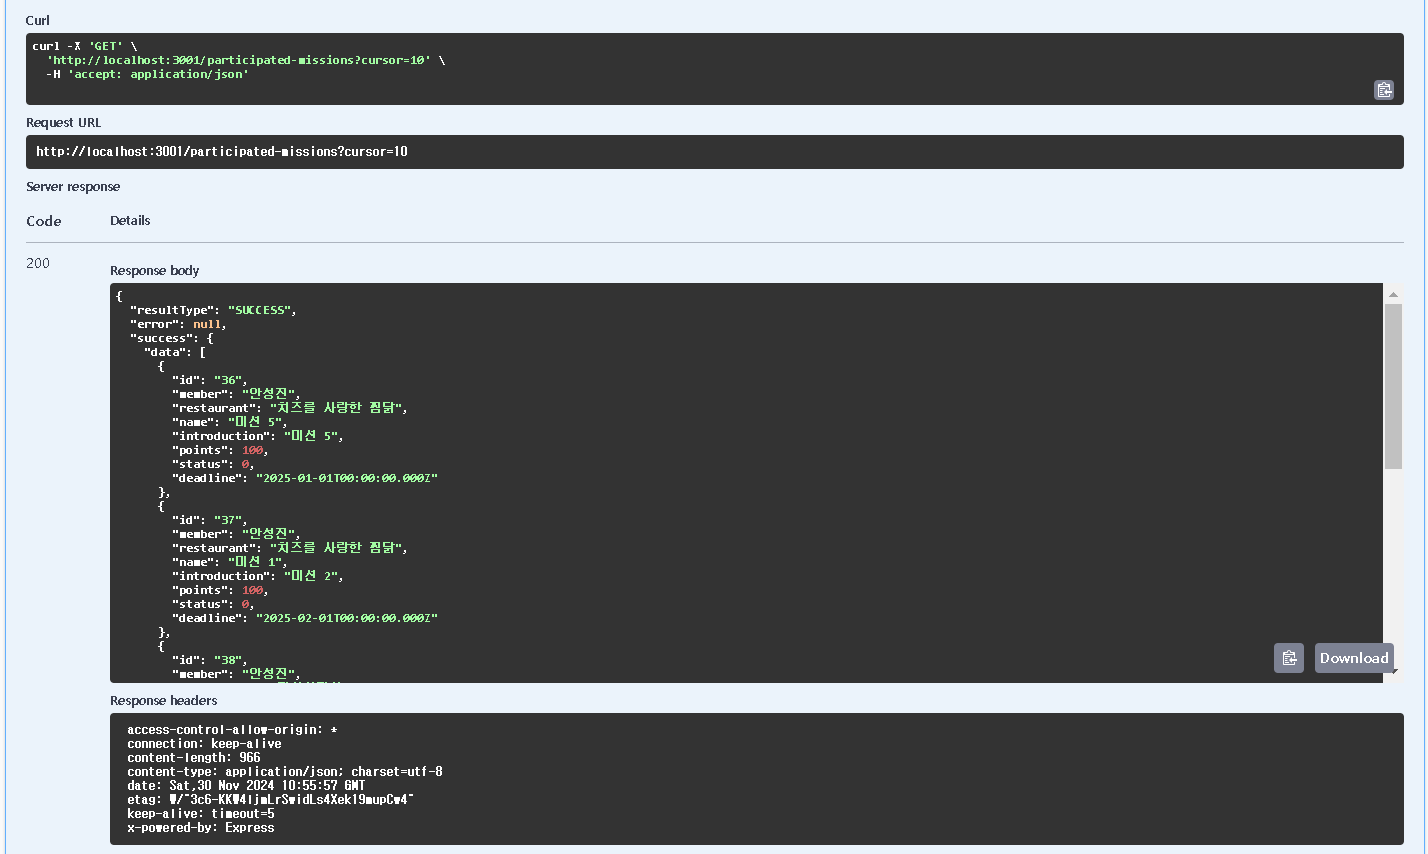 Curl
curl -X 'GET' \
'http://localhost:3001/participated-missions?cursor=10' \
-H 'accept: application/json'
Request URL
http://localhost:3001/participated-missions?cursor=10
Server response
Code Details
200
Response body
{
"resultType": "SUCCESS",
"error": null,
"success": {
"data": [
{
"id": "36",
"member": "안성진",
"restaurant": "치즈를 사랑한 찜닭",
"name": "미션 5",
"introduction": "미션 5",
"points": 100,
"status": 0,
"deadline": "2025-01-01T00:00:00.000Z"
},
{
"id": "37",
"member": "안성진",
"restaurant": "치즈를 사랑한 찜닭",
"name": "미션 1",
"introduction": "미션 2",
"points": 100,
"status": 0,
"deadline": "2025-02-01T00:00:00.000Z"
},
{
"id": "38",
"member": "안성진",
Download
Response headers
access-control-allow-origin: *
connection: keep-alive
content-length: 966
content-type: application/json; charset=utf-8
date: Sat,30 Nov 2024 10:55:57 GMT
keep-alive: timeout=5
x-powered-by: Express